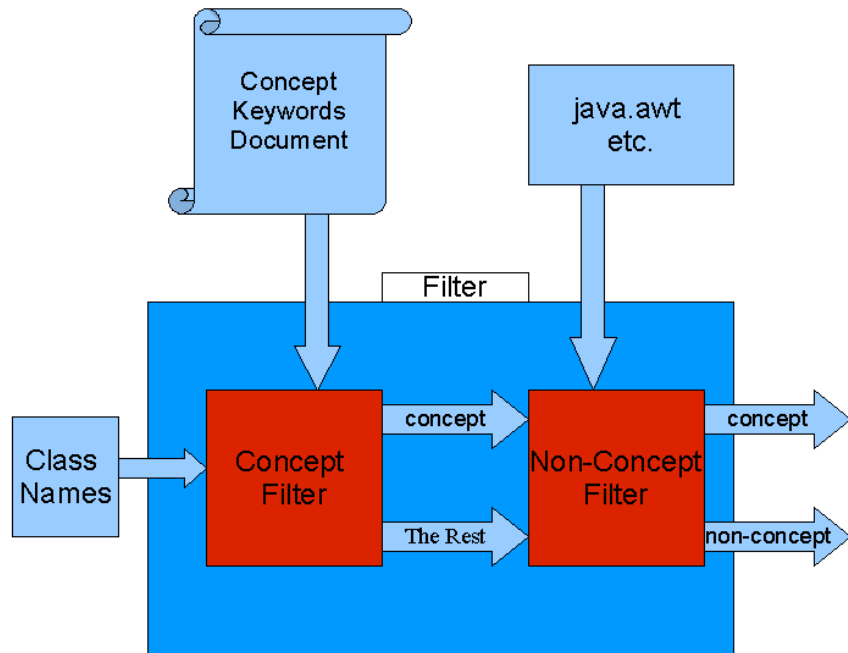 Concept
Keywords
Document
java.awt
etc.
Filter
Class
Names
Concept
Filter
concept
The Rest
Non-Concept
Filter
concept
non-concept